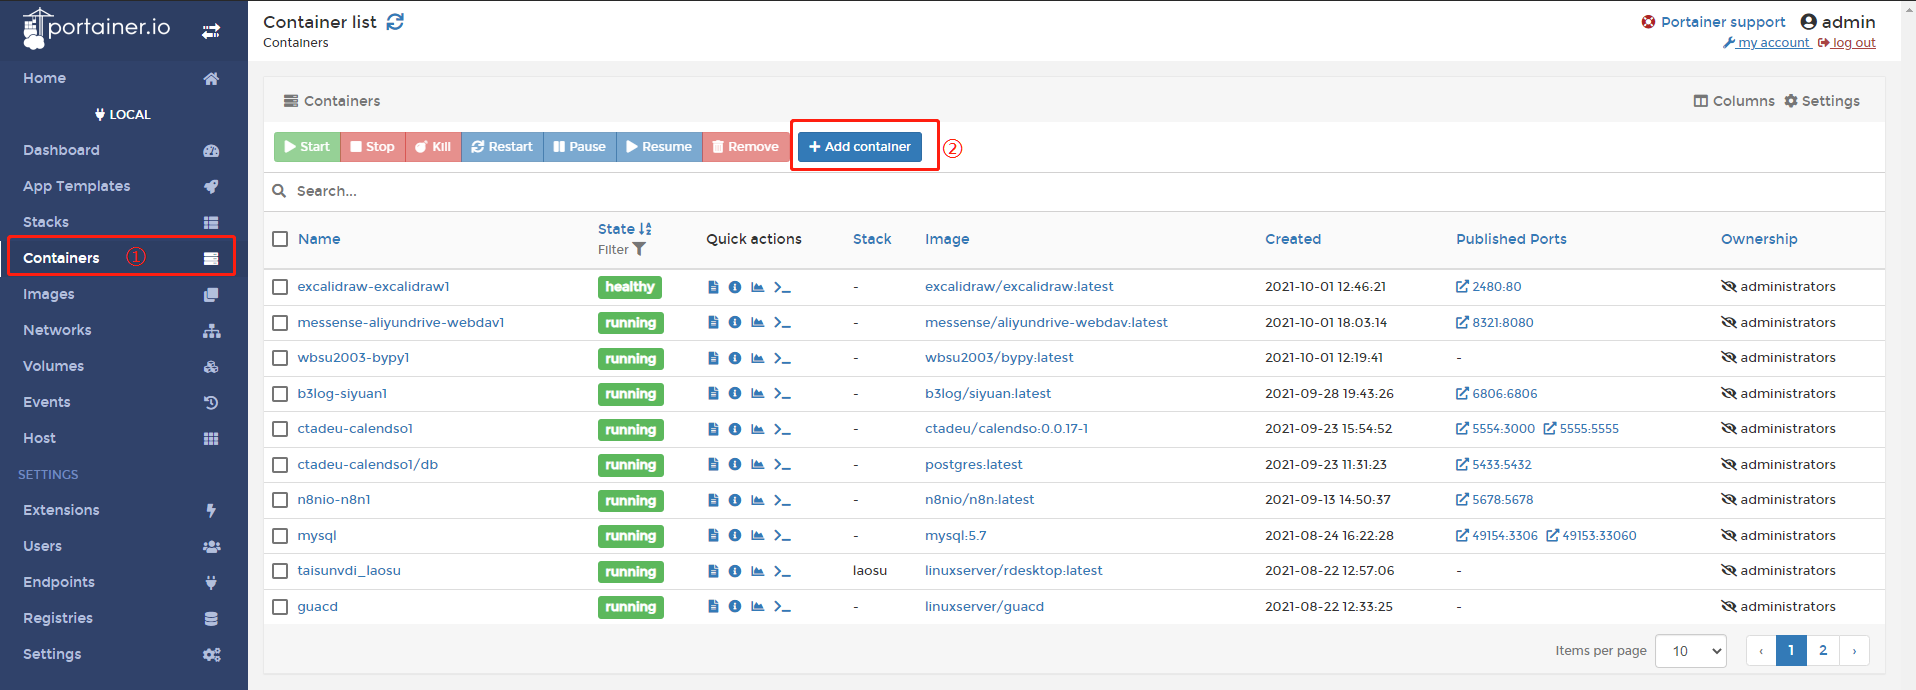 portainer.io
Home
LOCAL
Dashboard
App Templates
Stacks
Containers ①
Images
Networks
Volumes
Events
Host
SETTINGS
Extensions
Users
Endpoints
Registries
Settings
Container list
Containers
Portainer support admin
my account log out
Containers
Columns Settings
Start Stop Kill Restart Pause Resume Remove + Add container ②
Search...
Name State Filter Quick actions Stack Image Created Published Ports Ownership
excalidraw-excalidraw1 healthy - excalidraw/excalidraw:latest 2021-10-01 12:46:21 2480:80 administrators
messense-aliyundrive-webdav1 running - messense/aliyundrive-webdav:latest 2021-10-01 18:03:14 8321:8080 administrators
wbsu2003-bypy1 running - wbsu2003/bypy:latest 2021-10-01 12:19:41 - administrators
b3log-siyuan1 running - b3log/siyuan:latest 2021-09-28 19:43:26 6806:6806 administrators
ctadeu-calendso1 running - ctadeu/calendso:0.0.17-1 2021-09-23 15:54:52 5554:3000 5555:5555 administrators
ctadeu-calendso1/db running - postgres:latest 2021-09-23 11:31:23 5433:5432 administrators
n8nio-n8n1 running - n8nio/n8n:latest 2021-09-13 14:50:37 5678:5678 administrators
mysql running - mysql:5.7 2021-08-24 16:22:28 49154:3306 49153:33060 administrators
taisunvdi_laosu running laosu linuxserver/rdesktop:latest 2021-08-22 12:57:06 - administrators
guacd running - linuxserver/guacd 2021-08-22 12:33:25 - administrators
Items per page 10 ‹ 1 2 ›